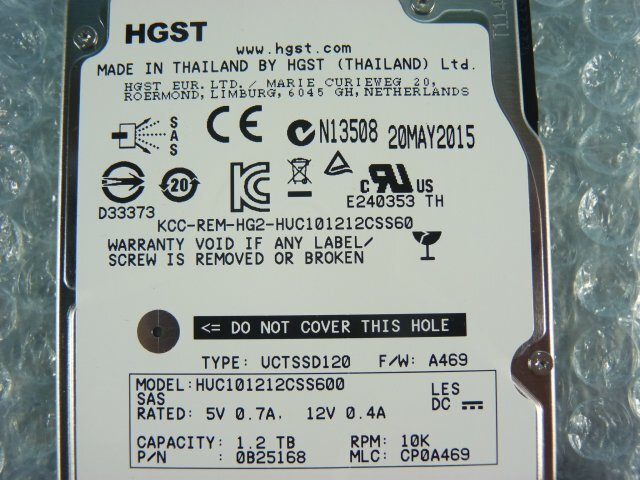 HGST
www.hgst.com
MADE IN THAILAND BY HGST (THAILAND) Ltd.
HGST EUR.LTD./ MARIE CURIEWEG 20,
ROERMOND, LIMBURG, 6045 GH, NETHERLANDS
SAS
CE
N13508 20MAY2015
D33373
20
c RU US
E240353 TH
KCC-REM-HG2-HUC101212CSS60
WARRANTY VOID IF ANY LABEL/
SCREW IS REMOVED OR BROKEN
<= DO NOT COVER THIS HOLE
TYPE: UCTSSD120 F/W: A469
MODEL:HUC101212CSS600
SAS
LES
RATED: 5V 0.7A, 12V 0.4A
DC
CAPACITY: 1.2 TB RPM: 10K
P/N : 0B25168 MLC: CP0A469